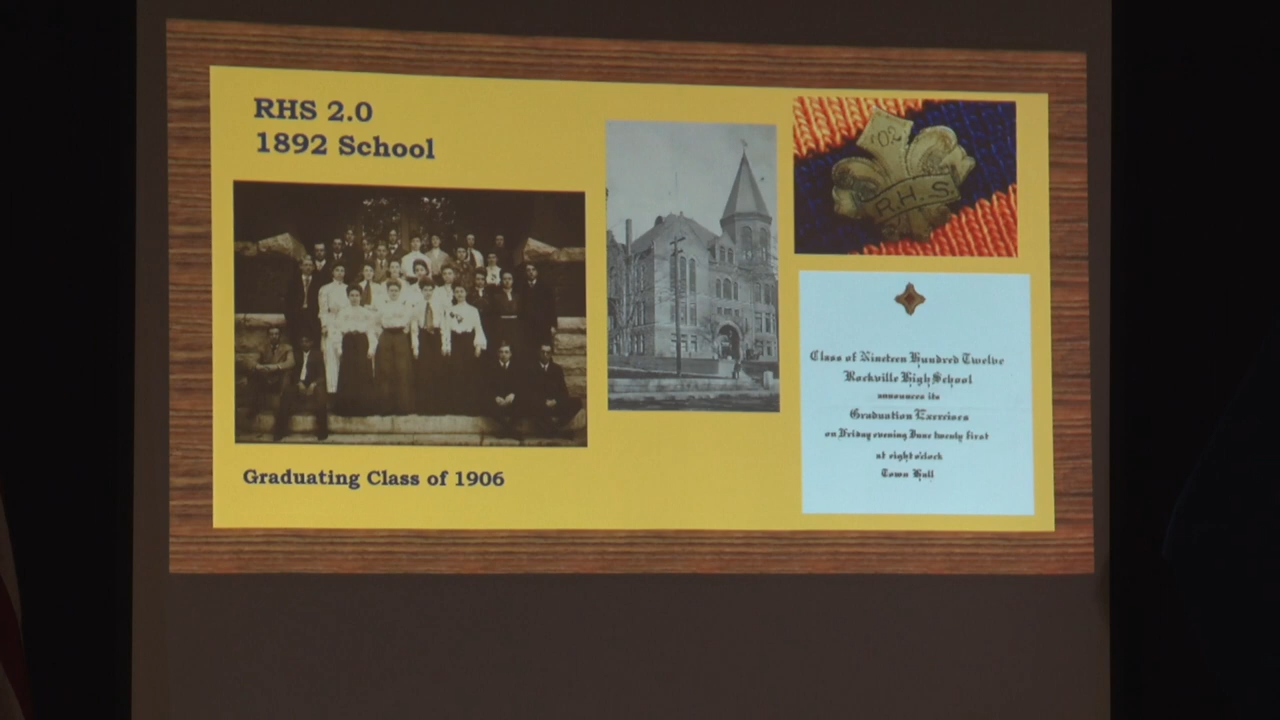 RHS 2.0
1892 School
Graduating Class of 1906
'02
R.H.S.
Class of Nineteen Hundred Twelve
Rockville High School
announces its
Graduation Exercises
on Friday evening June twenty first
at eight o'clock
Town Hall